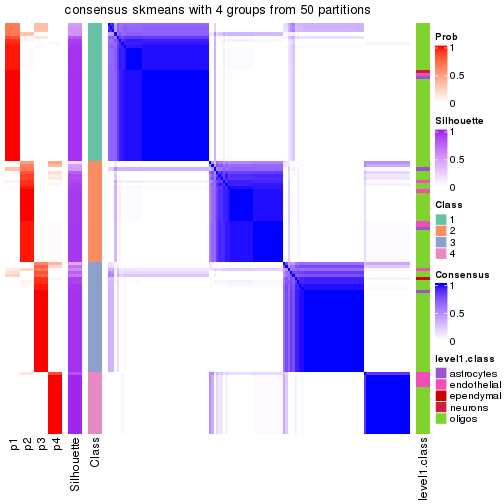 consensus skmeans with 4 groups from 50 partitions
Prob
1
0.5
0
Silhouette
1
0.5
0
Class
1
2
3
4
Consensus
1
0.5
0
level1.class
astrocytes
endothelial
ependymal
neurons
oligos
p1
p2
p3
p4
Silhouette
Class
level1.class